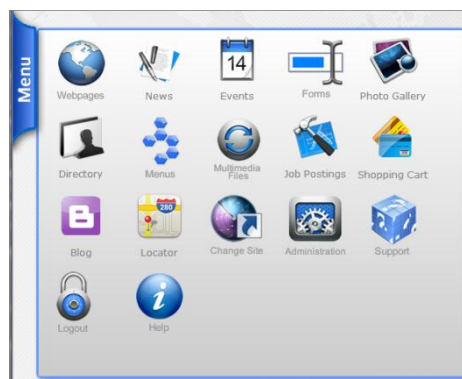 Menu
Webpages
News
14
Events
Forms
Photo Gallery
Directory
Menus
Multimedia
Files
Job Postings
Shopping Cart
B
Blog
280
Locator
Change Site
Administration
Support
Logout
i
Help